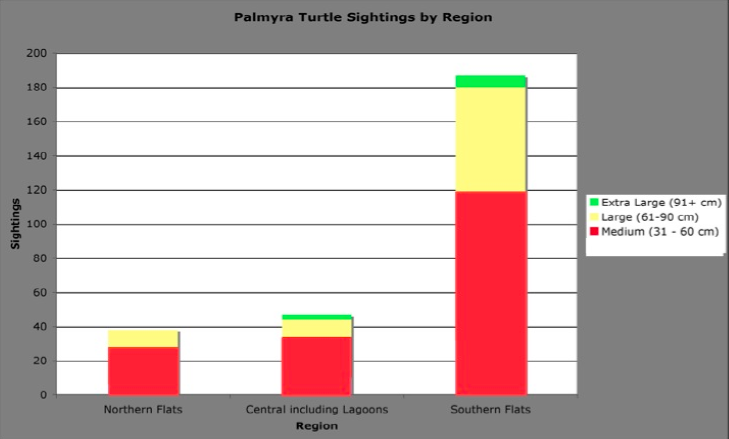 Palmyra Turtle Sightings by Region
200
180
160
140
120
100
80
60
40
20
0
Sightings
Northern Flats
Central including Lagoons
Southern Flats
Region
Extra Large (91+ cm)
Large (61-90 cm)
Medium (31 - 60 cm)